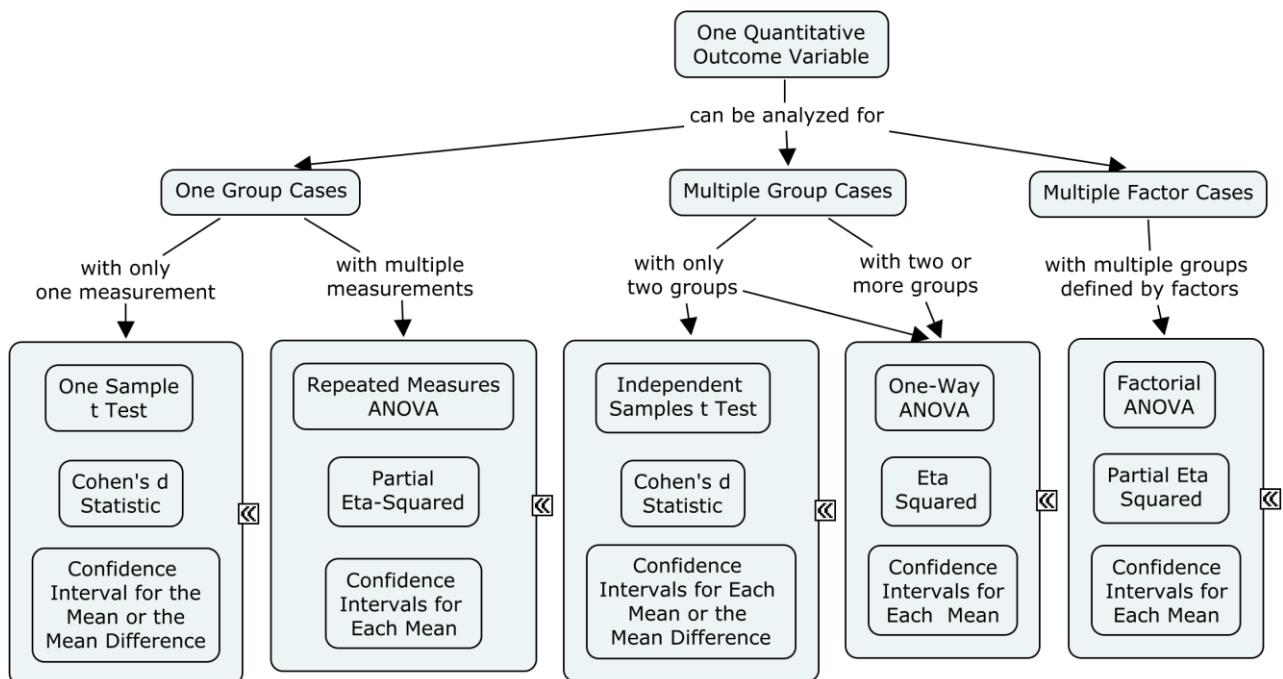 One Quantitative
Outcome Variable
can be analyzed for
One Group Cases
Multiple Group Cases
Multiple Factor Cases
with only
one measurement
with multiple
measurements
with only
two groups
with two or
more groups
with multiple groups
defined by factors
One Sample
t Test
Cohen's d
Statistic
Confidence
Interval for the
Mean or the
Mean Difference
Repeated Measures
ANOVA
Partial
Eta-Squared
Confidence
Intervals for
Each Mean
Independent
Samples t Test
Cohen's d
Statistic
Confidence
Intervals for Each
Mean or the
Mean Difference
One-Way
ANOVA
Eta
Squared
Confidence
Intervals for
Each Mean
Factorial
ANOVA
Partial Eta
Squared
Confidence
Intervals for
Each Mean